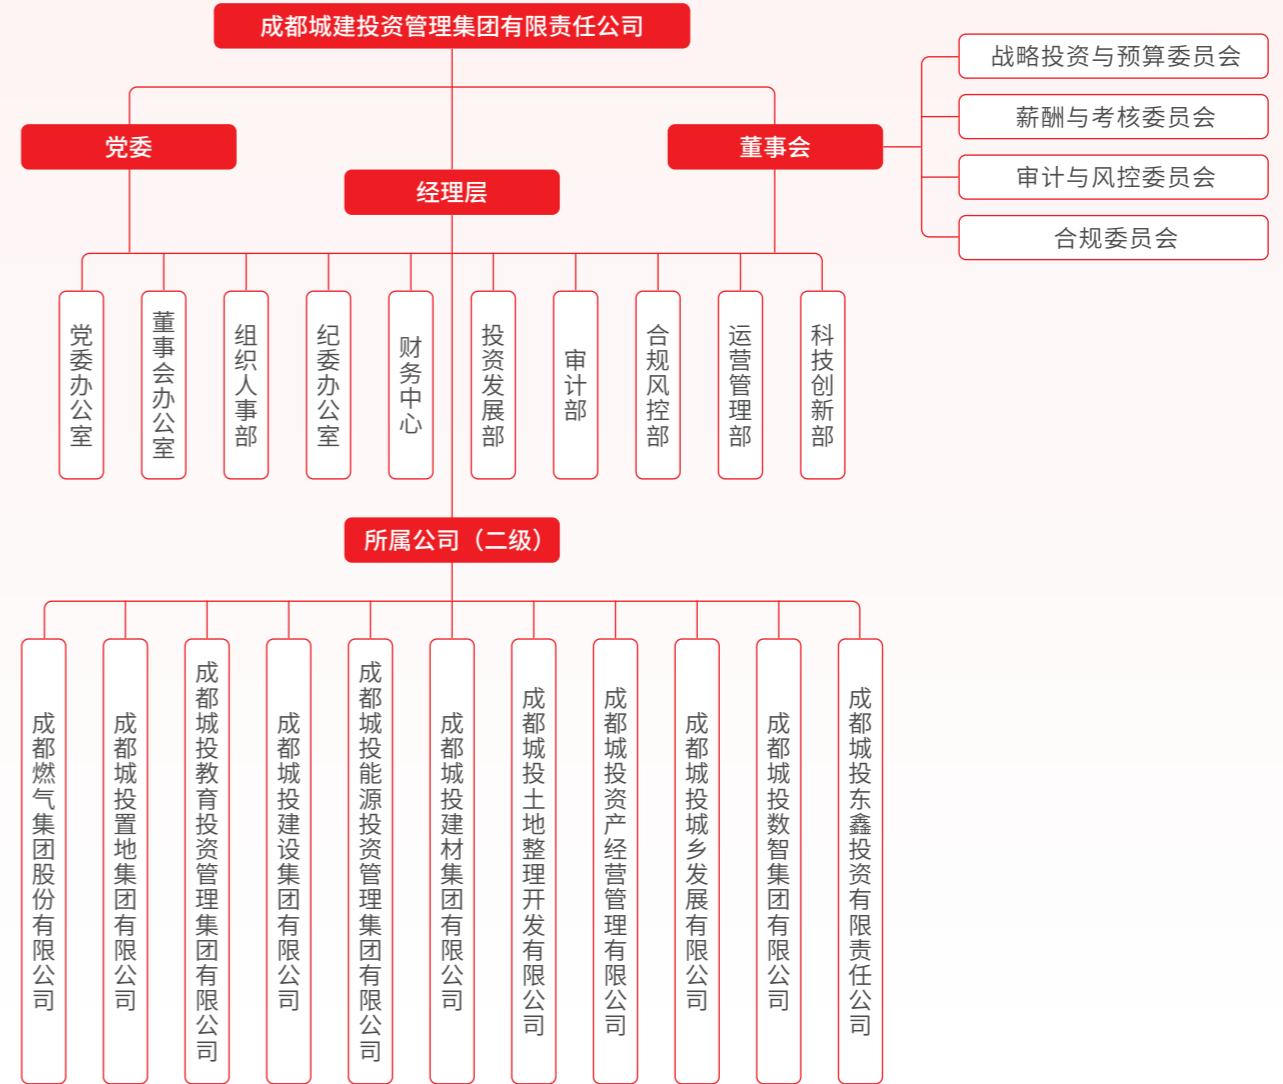 成都城建投资管理集团有限责任公司
党委
经理层
董事会
战略投资与预算委员会
薪酬与考核委员会
审计与风控委员会
合规委员会
党委办公室
董事会办公室
组织人事部
纪委办公室
财务中心
投资发展部
审计部
合规风控部
运营管理部
科技创新部
所属公司（二级）
成都燃气集团股份有限公司
成都城投置地集团有限公司
成都城投教育投资管理集团有限公司
成都城投建设集团有限公司
成都城投能源投资管理集团有限公司
成都城投建材集团有限公司
成都城投土地整理开发有限公司
成都城投资产经营管理有限公司
成都城投城乡发展有限公司
成都城投数智集团有限公司
成都城投东鑫投资有限责任公司